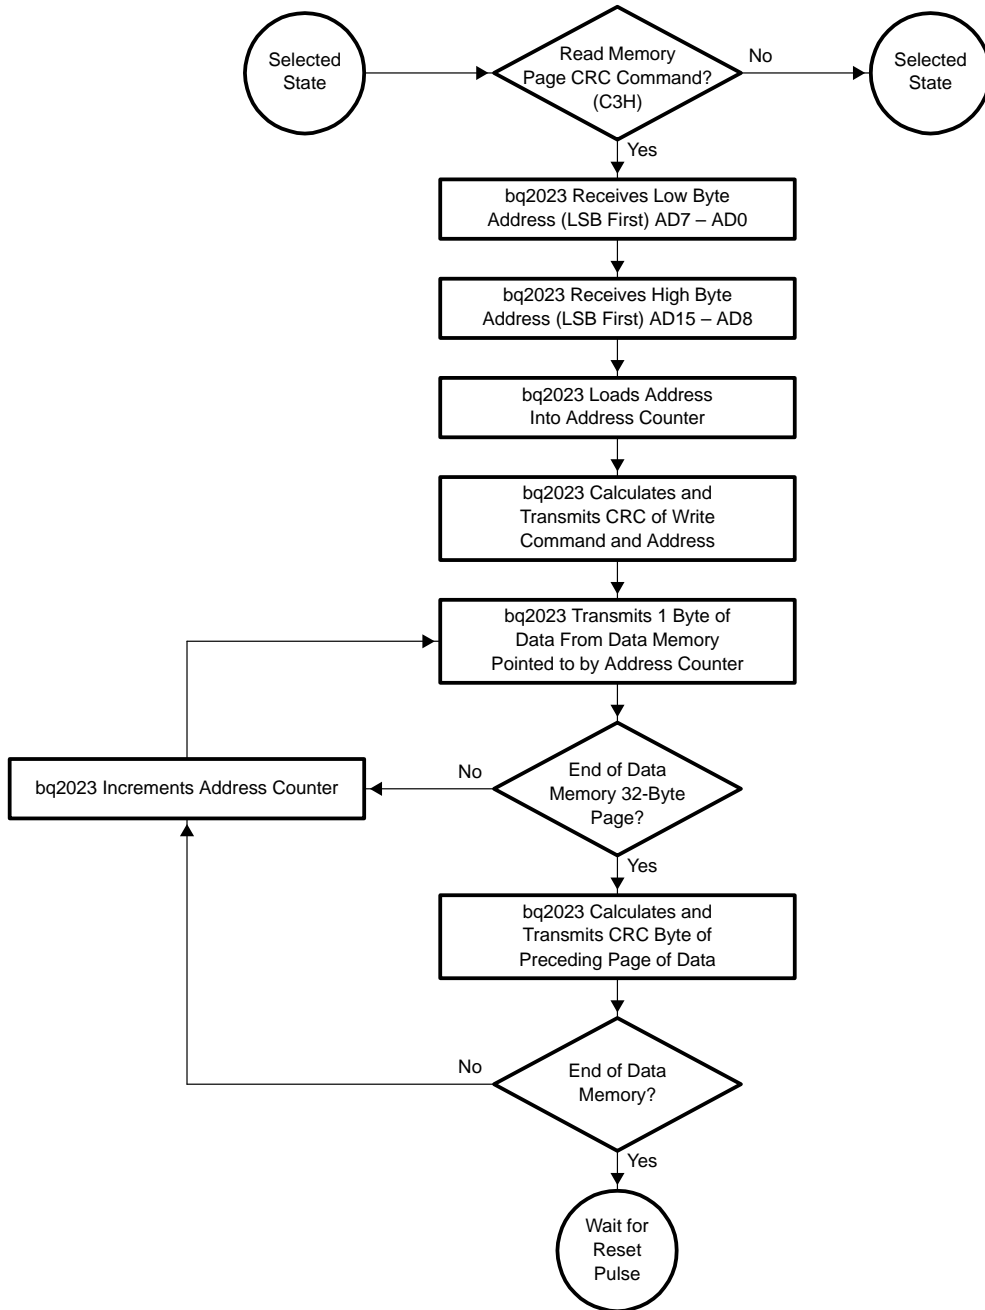 Selected
State
Read Memory
Page CRC Command?
(C3H)
No
Selected
State
Yes
bq2023 Receives Low Byte
Address (LSB First) AD7 – AD0
bq2023 Receives High Byte
Address (LSB First) AD15 – AD8
bq2023 Loads Address
Into Address Counter
bq2023 Calculates and
Transmits CRC of Write
Command and Address
bq2023 Transmits 1 Byte of
Data From Data Memory
Pointed to by Address Counter
bq2023 Increments Address Counter
No
End of Data
Memory 32-Byte
Page?
Yes
bq2023 Calculates and
Transmits CRC Byte of
Preceding Page of Data
No
End of Data
Memory?
Yes
Wait for
Reset
Pulse